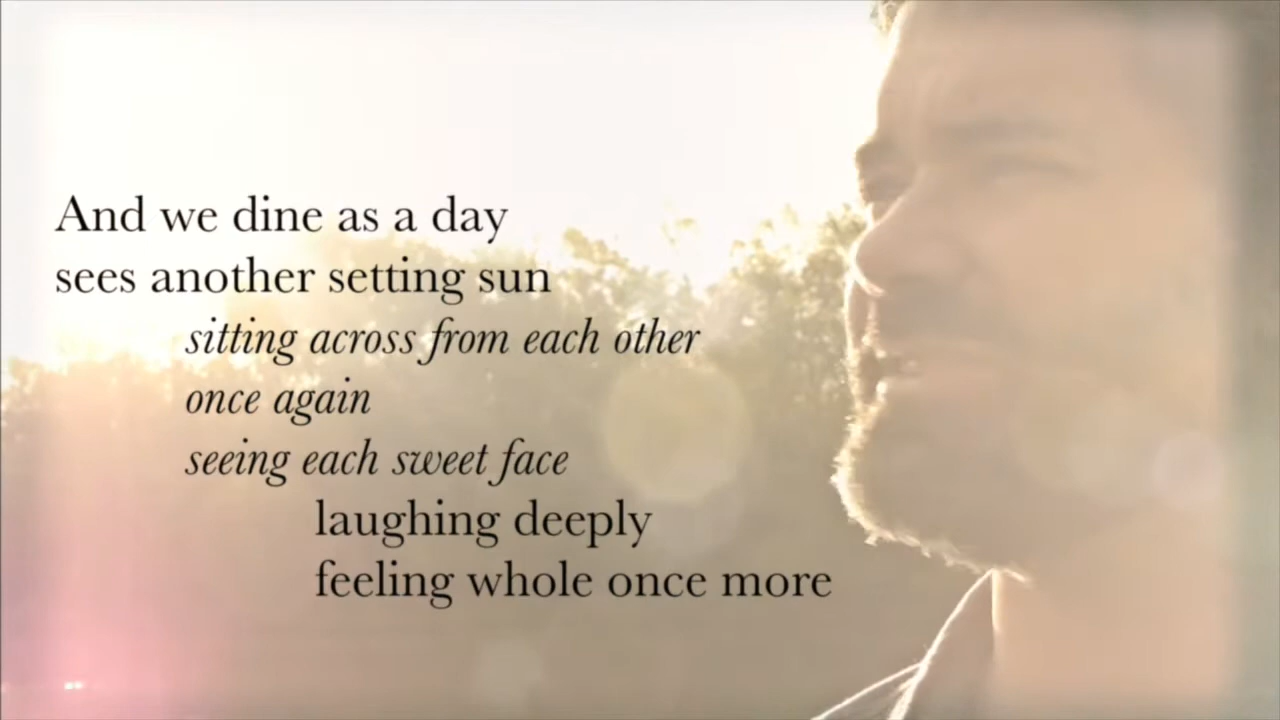 And we dine as a day
sees another setting sun
sitting across from each other
once again
seeing each sweet face
laughing deeply
feeling whole once more